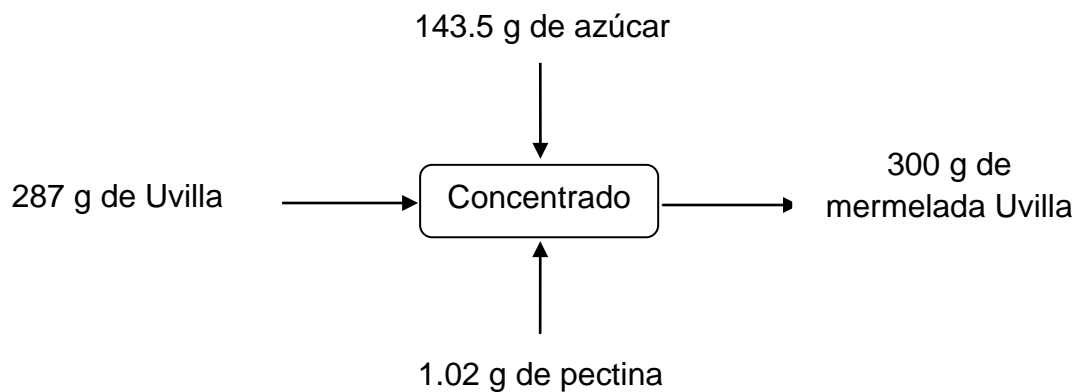 143.5 g de azúcar
287 g de Uvilla
Concentrado
300 g de
mermelada Uvilla
1.02 g de pectina